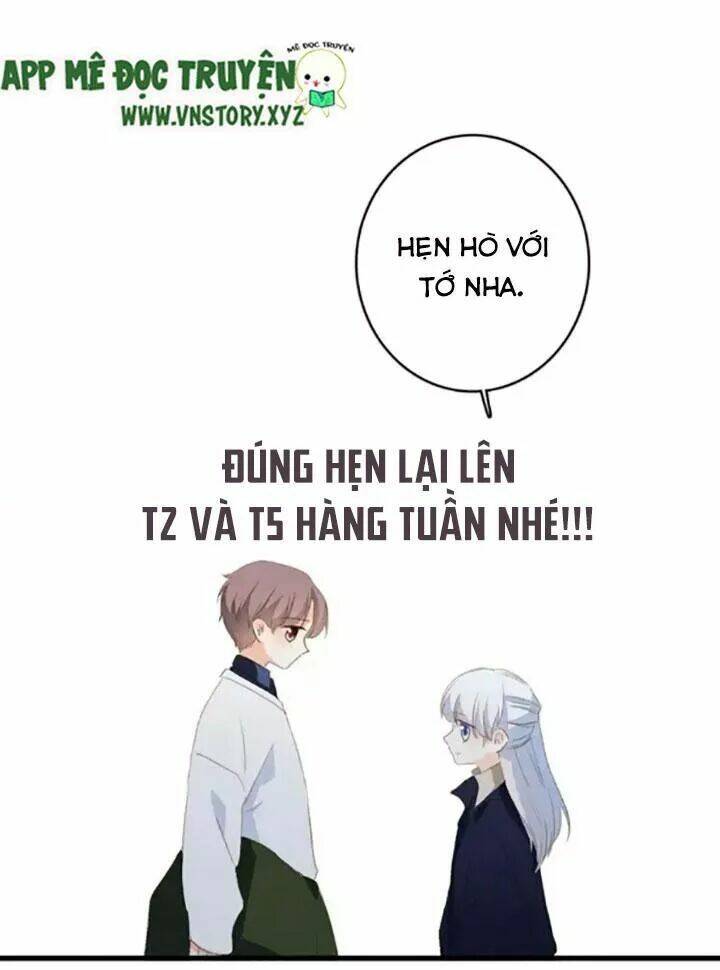 MÊ ĐỌC TRUYỆN
APP MÊ ĐỌC TRUYỆN
WWW.VNSTORY.XYZ
HẸN HÒ VỚI
TỚ NHA.
ĐÚNG HẸN LẠI LÊN
T2 VÀ T5 HÀNG TUẦN NHÉ!!!